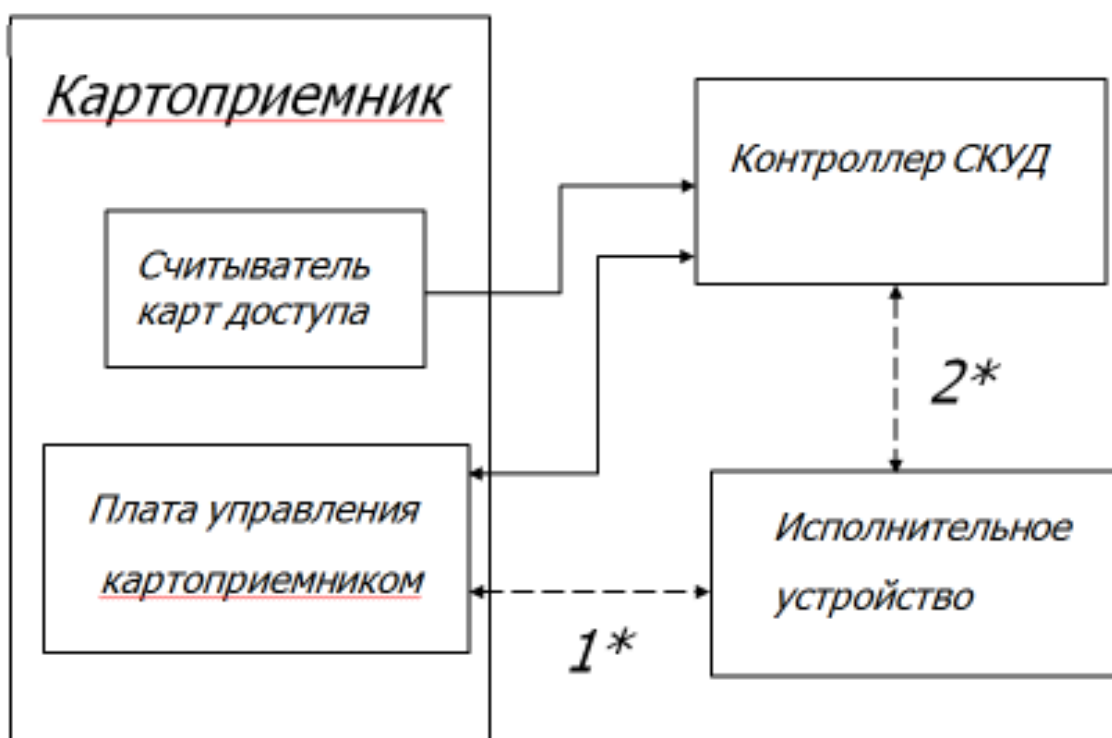 Картоприемник
Контроллер СКУД
Считыватель
карт доступа
2*
Плата управления
картоприемником
Исполнительное
устройство
1*